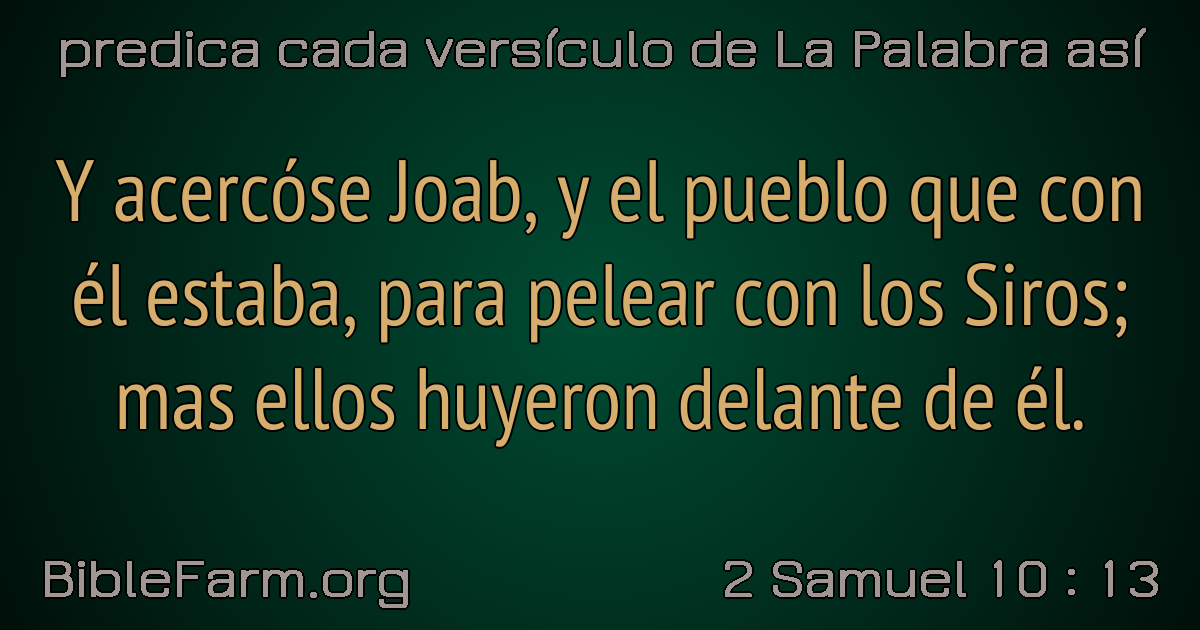 predica cada versículo de La Palabra así
Y acercóse Joab, y el pueblo que con
él estaba, para pelear con los Siros;
mas ellos huyeron delante de él.
BibleFarm.org
2 Samuel 10 : 13